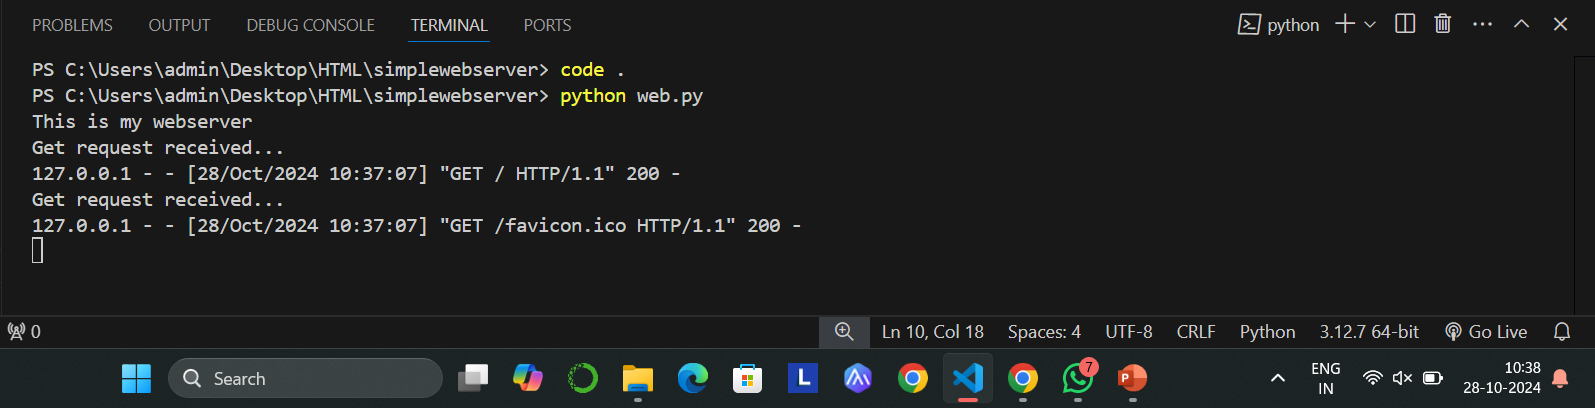 PROBLEMS OUTPUT DEBUG CONSOLE TERMINAL PORTS python
PS C:\Users\admin\Desktop\HTML\simplewebserver> code .
PS C:\Users\admin\Desktop\HTML\simplewebserver> python web.py
This is my webserver
Get request received...
127.0.0.1 - - [28/Oct/2024 10:37:07] "GET / HTTP/1.1" 200 -
Get request received...
127.0.0.1 - - [28/Oct/2024 10:37:07] "GET /favicon.ico HTTP/1.1" 200 -
0 Ln 10, Col 18 Spaces: 4 UTF-8 CRLF Python 3.12.7 64-bit Go Live
Search L 7 P ENG 10:38
IN 28-10-2024